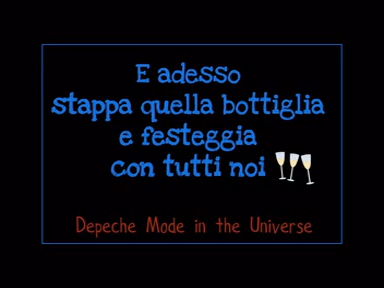 E adesso
stappa quella bottiglia
e festeggia
con tutti noi
Depeche Mode in the Universe